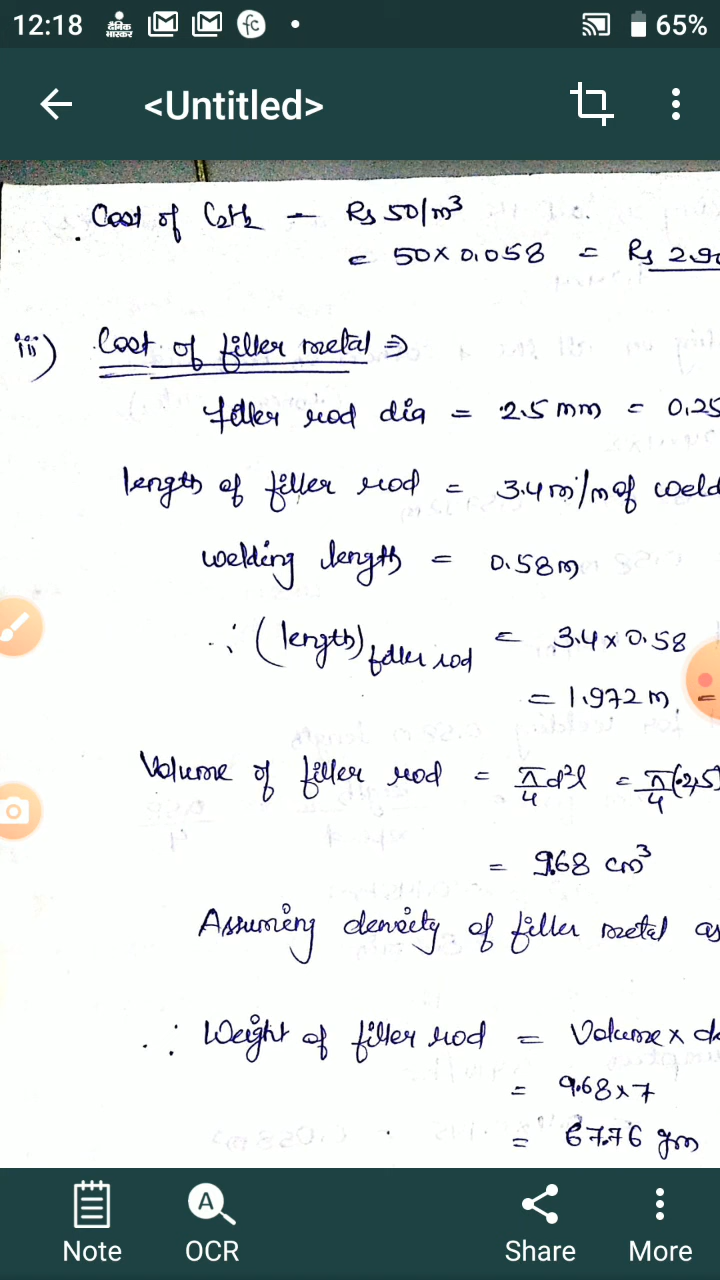 12:18 दैनिक भास्कर fc 65%
<Untitled>
Cost of C2H2 – Rs 50/m³
= 50 × 0.058 = Rs 2.90
iii) Cost of filler metal ⇒
filler rod dia = 2.5 mm = 0.25
length of filler rod = 3.4 m/m of weld
welding length = 0.58 m
∴ (length) filler rod = 3.4 × 0.58
= 1.972 m. =
Volume of filler rod = π/4 d²l = π/4 (.25)
= 9.68 cm³
Assuming density of filler metal as
∴ Weight of filler rod = Volume × de
= 9.68 × 7
= 67.76 gm
Note OCR Share More